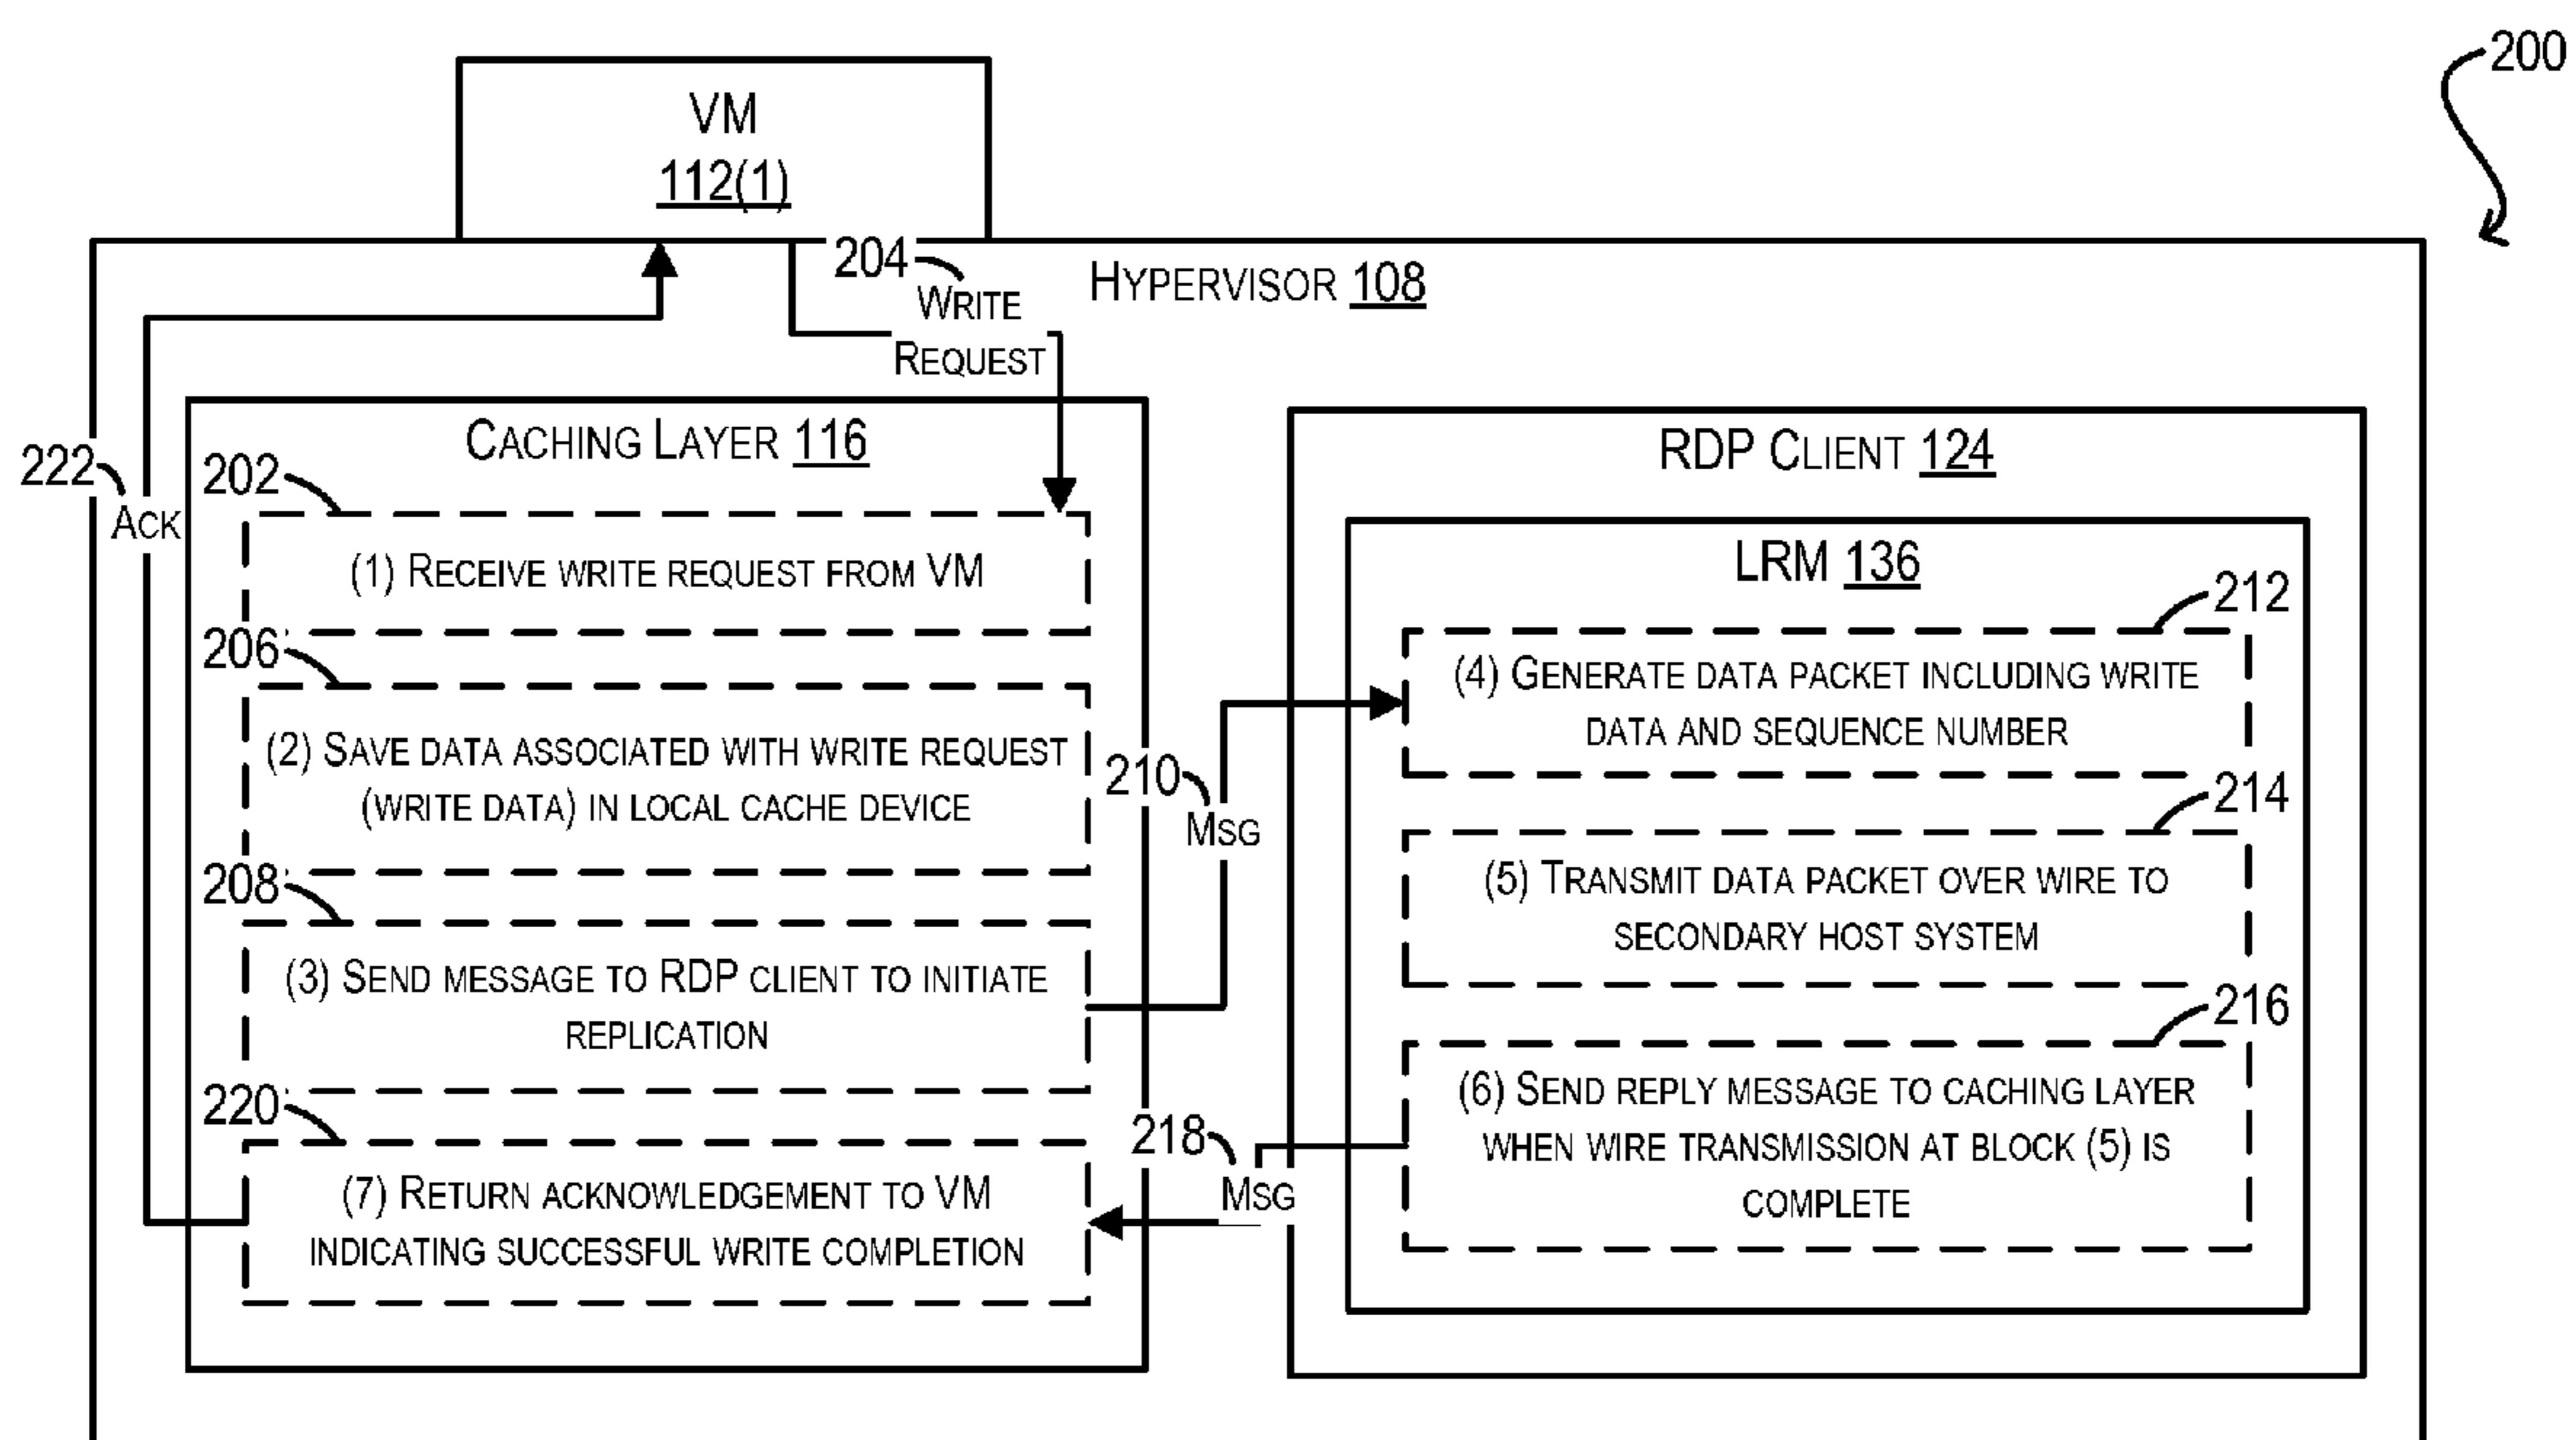 200
VM
112(1)
204
WRITE
REQUEST
HYPERVISOR 108
222
ACK
CACHING LAYER 116
202
(1) RECEIVE WRITE REQUEST FROM VM
206
(2) SAVE DATA ASSOCIATED WITH WRITE REQUEST
(WRITE DATA) IN LOCAL CACHE DEVICE
208
(3) SEND MESSAGE TO RDP CLIENT TO INITIATE
REPLICATION
220
(7) RETURN ACKNOWLEDGEMENT TO VM
INDICATING SUCCESSFUL WRITE COMPLETION
210
MSG
218
MSG
RDP CLIENT 124
LRM 136
212
(4) GENERATE DATA PACKET INCLUDING WRITE
DATA AND SEQUENCE NUMBER
214
(5) TRANSMIT DATA PACKET OVER WIRE TO
SECONDARY HOST SYSTEM
216
(6) SEND REPLY MESSAGE TO CACHING LAYER
WHEN WIRE TRANSMISSION AT BLOCK (5) IS
COMPLETE